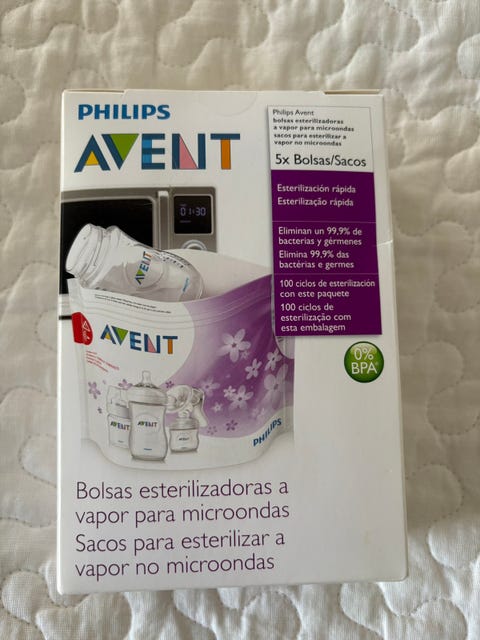 PHILIPS
AVENT
Philips Avent
bolsas esterilizadoras
a vapor para microondas
sacos para esterilizar a
vapor no microondas
5x Bolsas/Sacos
Esterilización rápida
Esterilização rápida
Eliminan un 99,9% de
bacterias y gérmenes
Elimina 99,9% das
bactérias e germes
100 ciclos de esterilización
con este paquete
100 ciclos de
esterilização com
esta embalagem
0%
BPA
01:30
AVENT
AVENT
AVENT
PHILIPS
Bolsas esterilizadoras a
vapor para microondas
Sacos para esterilizar a
vapor no microondas